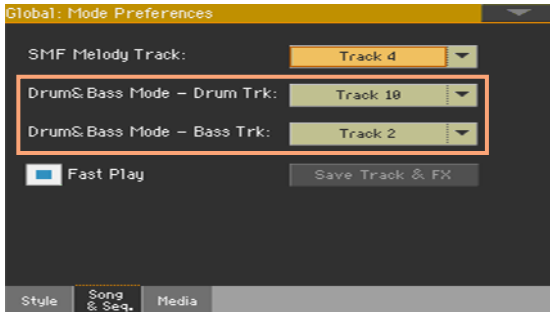 Global: Mode Preferences
SMF Melody Track: Track 4
Drum&Bass Mode - Drum Trk: Track 10
Drum&Bass Mode - Bass Trk: Track 2
Fast Play Save Track & FX
Style Song & Seq. Media